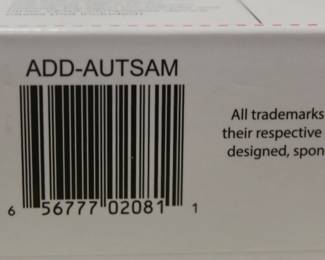 ADD-AUTSAM
6 56777 02081 1
All trademarks
their respective
designed, spon